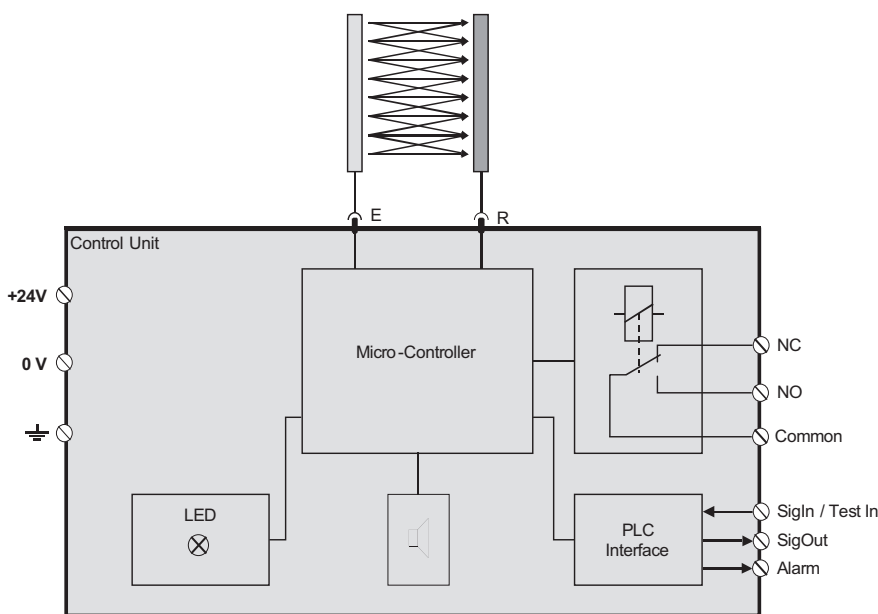 E
R
Control Unit
+24V
0 V
Micro-Controller
NC
NO
Common
LED
PLC
Interface
SigIn / Test In
SigOut
Alarm